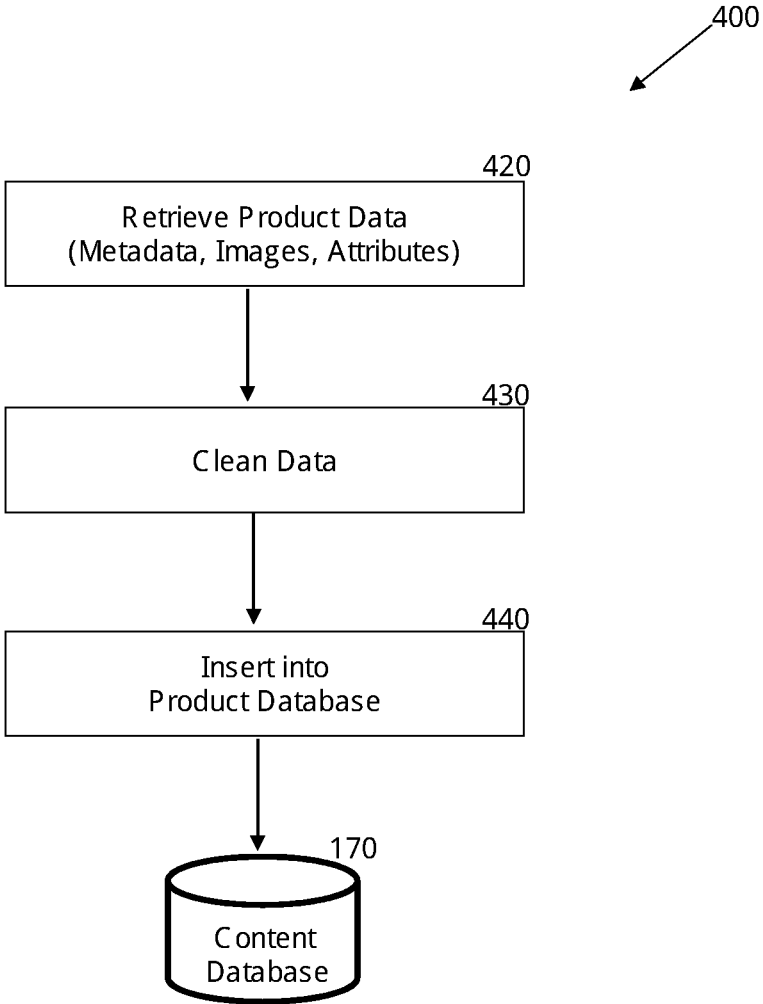 400
420
Retrieve Product Data
(Metadata, Images, Attributes)
430
Clean Data
440
Insert into
Product Database
170
Content
Database